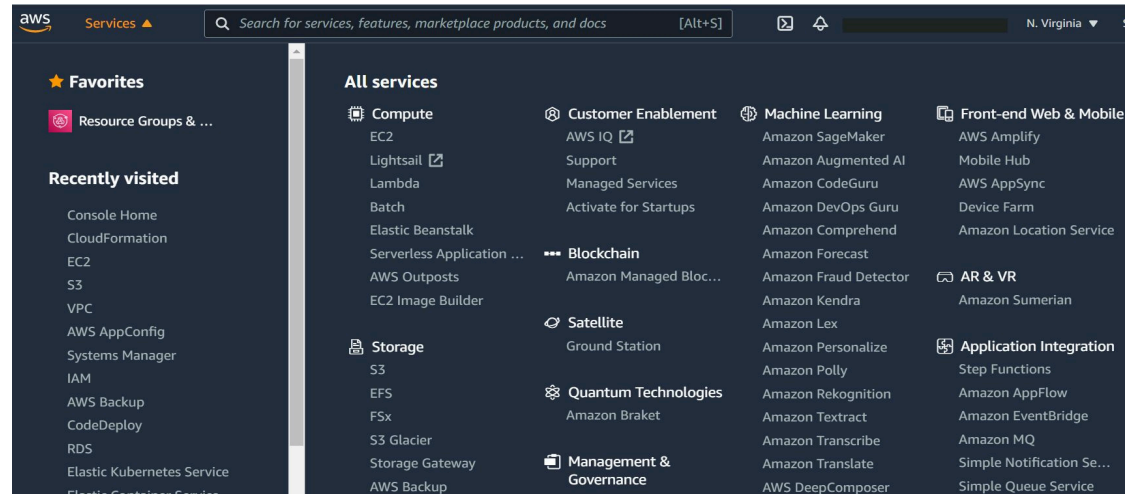 aws
Services
Search for services, features, marketplace products, and docs
[Alt+S]
N. Virginia
Favorites
Resource Groups & ...
Recently visited
Console Home
CloudFormation
EC2
S3
VPC
AWS AppConfig
Systems Manager
IAM
AWS Backup
CodeDeploy
RDS
Elastic Kubernetes Service
Elastic Container Service
All services
Compute
EC2
Lightsail
Lambda
Batch
Elastic Beanstalk
Serverless Application ...
AWS Outposts
EC2 Image Builder
Storage
S3
EFS
FSx
S3 Glacier
Storage Gateway
AWS Backup
Customer Enablement
AWS IQ
Support
Managed Services
Activate for Startups
Blockchain
Amazon Managed Bloc...
Satellite
Ground Station
Quantum Technologies
Amazon Braket
Management &
Governance
Machine Learning
Amazon SageMaker
Amazon Augmented AI
Amazon CodeGuru
Amazon DevOps Guru
Amazon Comprehend
Amazon Forecast
Amazon Fraud Detector
Amazon Kendra
Amazon Lex
Amazon Personalize
Amazon Polly
Amazon Rekognition
Amazon Textract
Amazon Transcribe
Amazon Translate
AWS DeepComposer
Front-end Web & Mobile
AWS Amplify
Mobile Hub
AWS AppSync
Device Farm
Amazon Location Service
AR & VR
Amazon Sumerian
Application Integration
Step Functions
Amazon AppFlow
Amazon EventBridge
Amazon MQ
Simple Notification Se...
Simple Queue Service